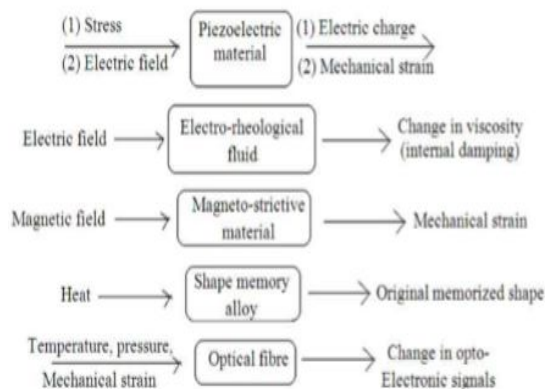 (1) Stress
(2) Electric field
Piezoelectric
material
(1) Electric charge
(2) Mechanical strain
Electric field
Electro-rheological
fluid
Change in viscosity
(internal damping)
Magnetic field
Magneto-strictive
material
Mechanical strain
Heat
Shape memory
alloy
Original memorized shape
Temperature, pressure,
Mechanical strain
Optical fibre
Change in opto-
Electronic signals